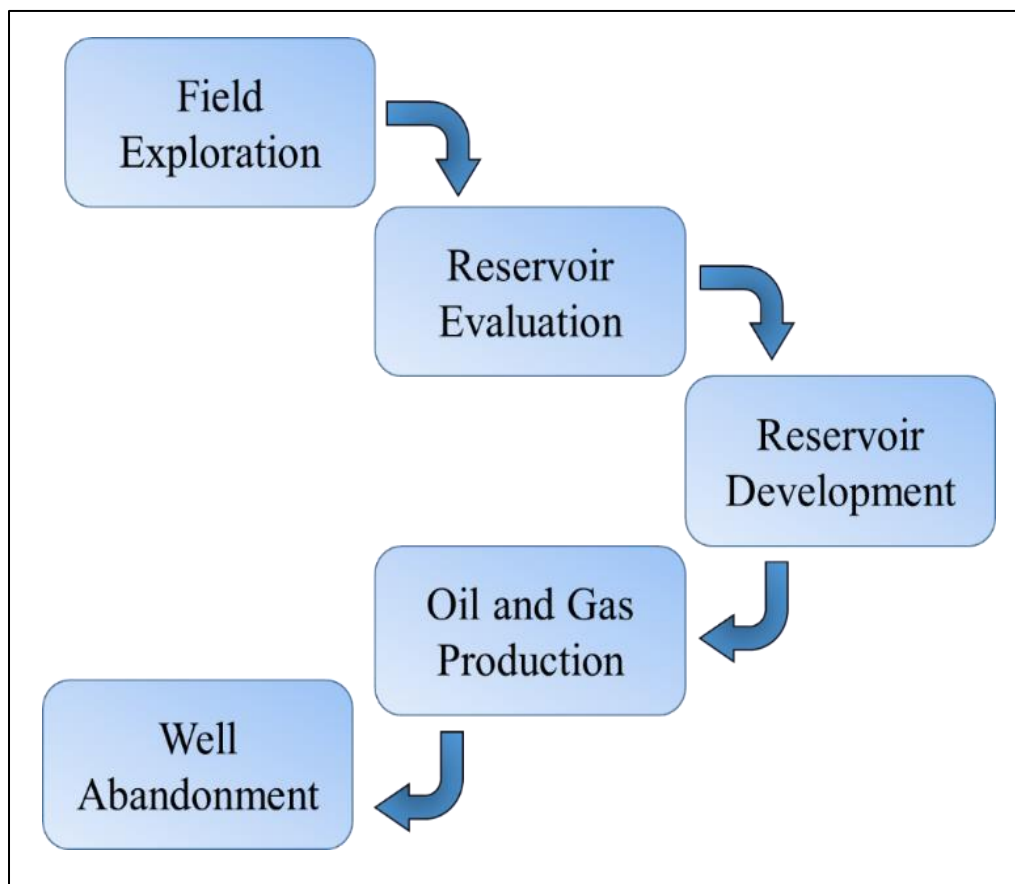 Field
Exploration
Reservoir
Evaluation
Reservoir
Development
Oil and Gas
Production
Well
Abandonment